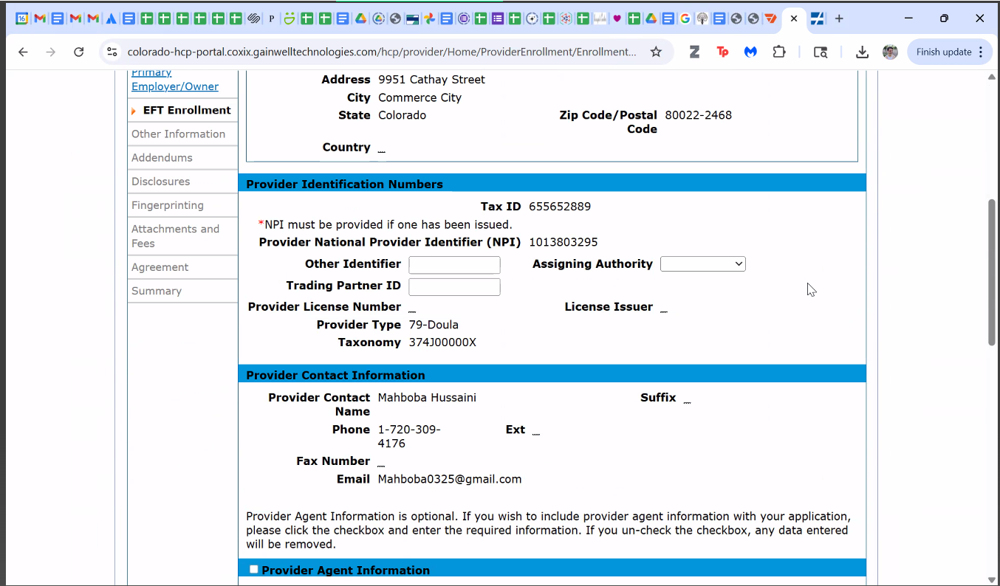 16
P
colorado-hcp-portal.coxix.gainwelltechnologies.com/hcp/provider/Home/ProviderEnrollment/Enrollment...
Finish update
Primary
Employer/Owner
EFT Enrollment
Other Information
Addendums
Disclosures
Fingerprinting
Attachments and
Fees
Agreement
Summary
Address 9951 Cathay Street
City Commerce City
State Colorado Zip Code/Postal 80022-2468
Code
Country __
Provider Identification Numbers
Tax ID 655652889
*NPI must be provided if one has been issued.
Provider National Provider Identifier (NPI) 1013803295
Other Identifier Assigning Authority
Trading Partner ID
Provider License Number __ License Issuer __
Provider Type 79-Doula
Taxonomy 374J00000X
Provider Contact Information
Provider Contact Mahboba Hussaini Suffix __
Name
Phone 1-720-309- Ext __
4176
Fax Number __
Email Mahboba0325@gmail.com
Provider Agent Information is optional. If you wish to include provider agent information with your application,
please click the checkbox and enter the required information. If you un-check the checkbox, any data entered
will be removed.
Provider Agent Information